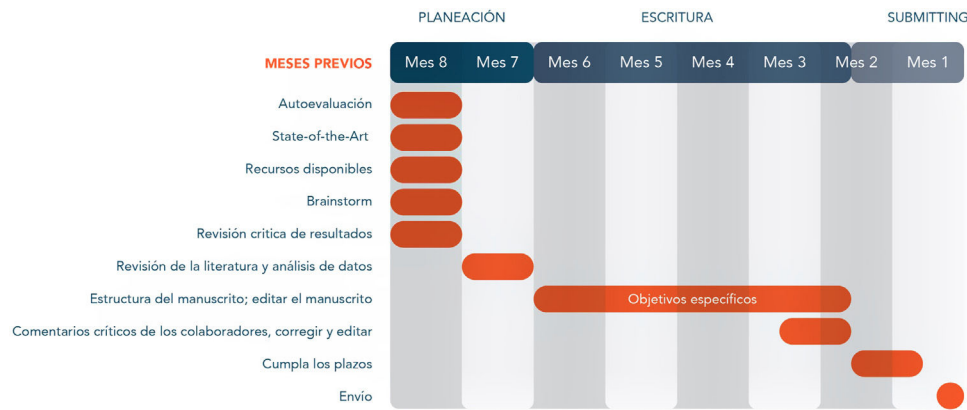 PLANEACIÓN ESCRITURA SUBMITTING
MESES PREVIOS Mes 8 Mes 7 Mes 6 Mes 5 Mes 4 Mes 3 Mes 2 Mes 1
Autoevaluación
State-of-the-Art
Recursos disponibles
Brainstorm
Revisión critica de resultados
Revisión de la literatura y análisis de datos
Estructura del manuscrito; editar el manuscrito Objetivos específicos
Comentarios críticos de los colaboradores, corregir y editar
Cumpla los plazos
Envío